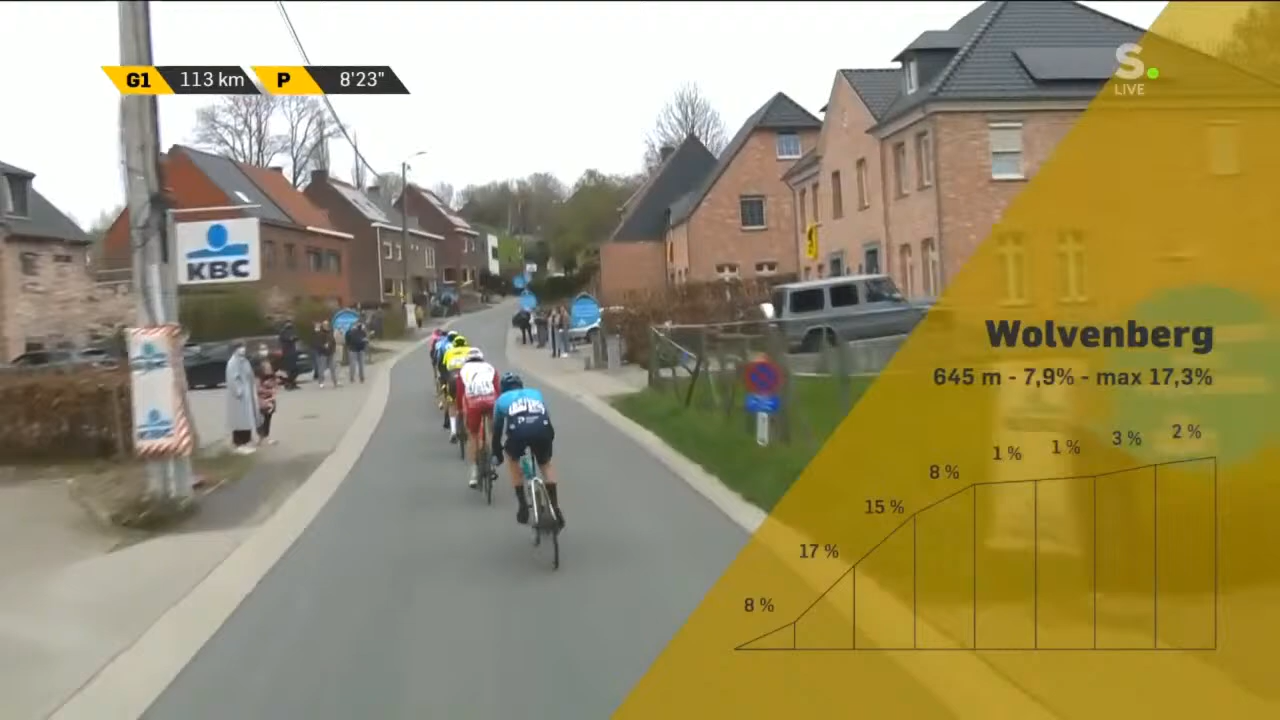 G1 113 km P 8'23"
S.
LIVE
KBC
Wolvenberg
645 m - 7,9% - max 17,3%
8 %
17 %
15 %
8 %
1 %
1 %
3 %
2 %